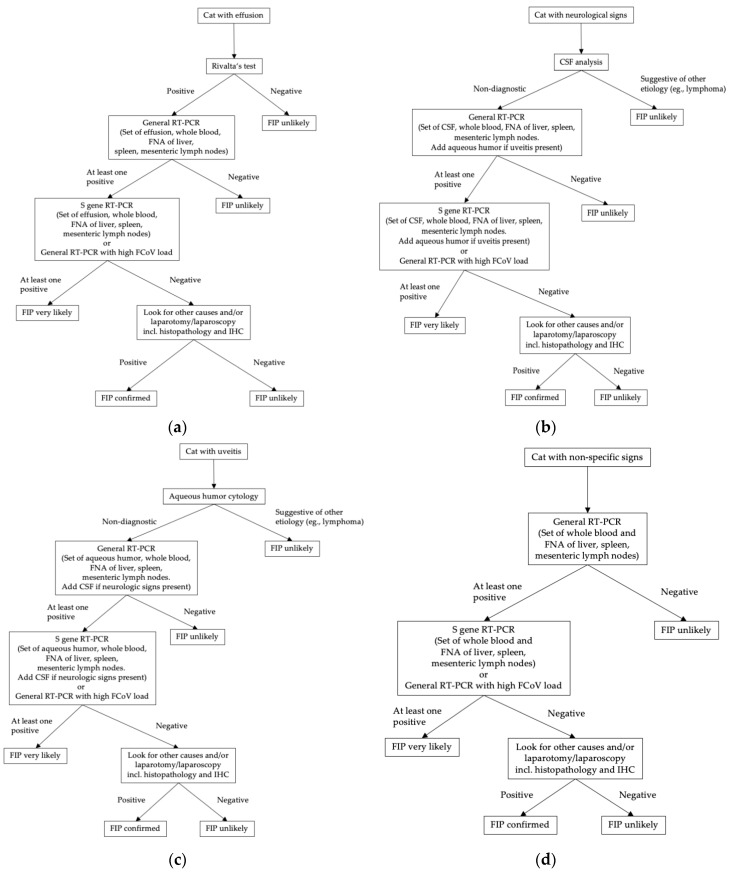 Cat with effusion
Rivalta's test
Positive
Negative
General RT-PCR
(Set of effusion, whole blood,
FNA of liver,
spleen, mesenteric lymph nodes)
FIP unlikely
At least one
positive
Negative
S gene RT-PCR
(Set of effusion, whole blood,
FNA of liver, spleen,
mesenteric lymph nodes)
or
General RT-PCR with high FCoV load
FIP unlikely
At least one
positive
Negative
FIP very likely
Look for other causes and/or
laparotomy/laparoscopy
incl. histopathology and IHC
Positive
Negative
FIP confirmed
FIP unlikely
(a)
Cat with neurological signs
CSF analysis
Non-diagnostic
Suggestive of other
etiology (eg., lymphoma)
General RT-PCR
(Set of CSF, whole blood, FNA of liver, spleen,
mesenteric lymph nodes.
Add aqueous humor if uveitis present)
FIP unlikely
At least one
positive
Negative
S gene RT-PCR
(Set of CSF, whole blood, FNA of liver, spleen,
mesenteric lymph nodes.
Add aqueous humor if uveitis present)
or
General RT-PCR with high FCoV load
FIP unlikely
At least one
positive
Negative
FIP very likely
Look for other causes and/or
laparotomy/laparoscopy
incl. histopathology and IHC
Positive
Negative
FIP confirmed
FIP unlikely
(b)
Cat with uveitis
Aqueous humor cytology
Non-diagnostic
Suggestive of other
etiology (eg., lymphoma)
General RT-PCR
(Set of aqueous humor, whole blood,
FNA of liver, spleen,
mesenteric lymph nodes.
Add CSF if neurologic signs present)
FIP unlikely
At least one
positive
Negative
S gene RT-PCR
(Set of aqueous humor, whole blood,
FNA of liver, spleen,
mesenteric lymph nodes.
Add CSF if neurologic signs present)
or
General RT-PCR with high FCoV load
FIP unlikely
At least one
positive
Negative
FIP very likely
Look for other causes and/or
laparotomy/laparoscopy
incl. histopathology and IHC
Positive
Negative
FIP confirmed
FIP unlikely
(c)
Cat with non-specific signs
General RT-PCR
(Set of whole blood and
FNA of liver, spleen,
mesenteric lymph nodes)
At least one
positive
Negative
S gene RT-PCR
(Set of whole blood and
FNA of liver, spleen,
mesenteric lymph nodes)
or
General RT-PCR with high FCoV load
FIP unlikely
At least one
positive
Negative
FIP very likely
Look for other causes and/or
laparotomy/laparoscopy
incl. histopathology and IHC
Positive
Negative
FIP confirmed
FIP unlikely
(d)